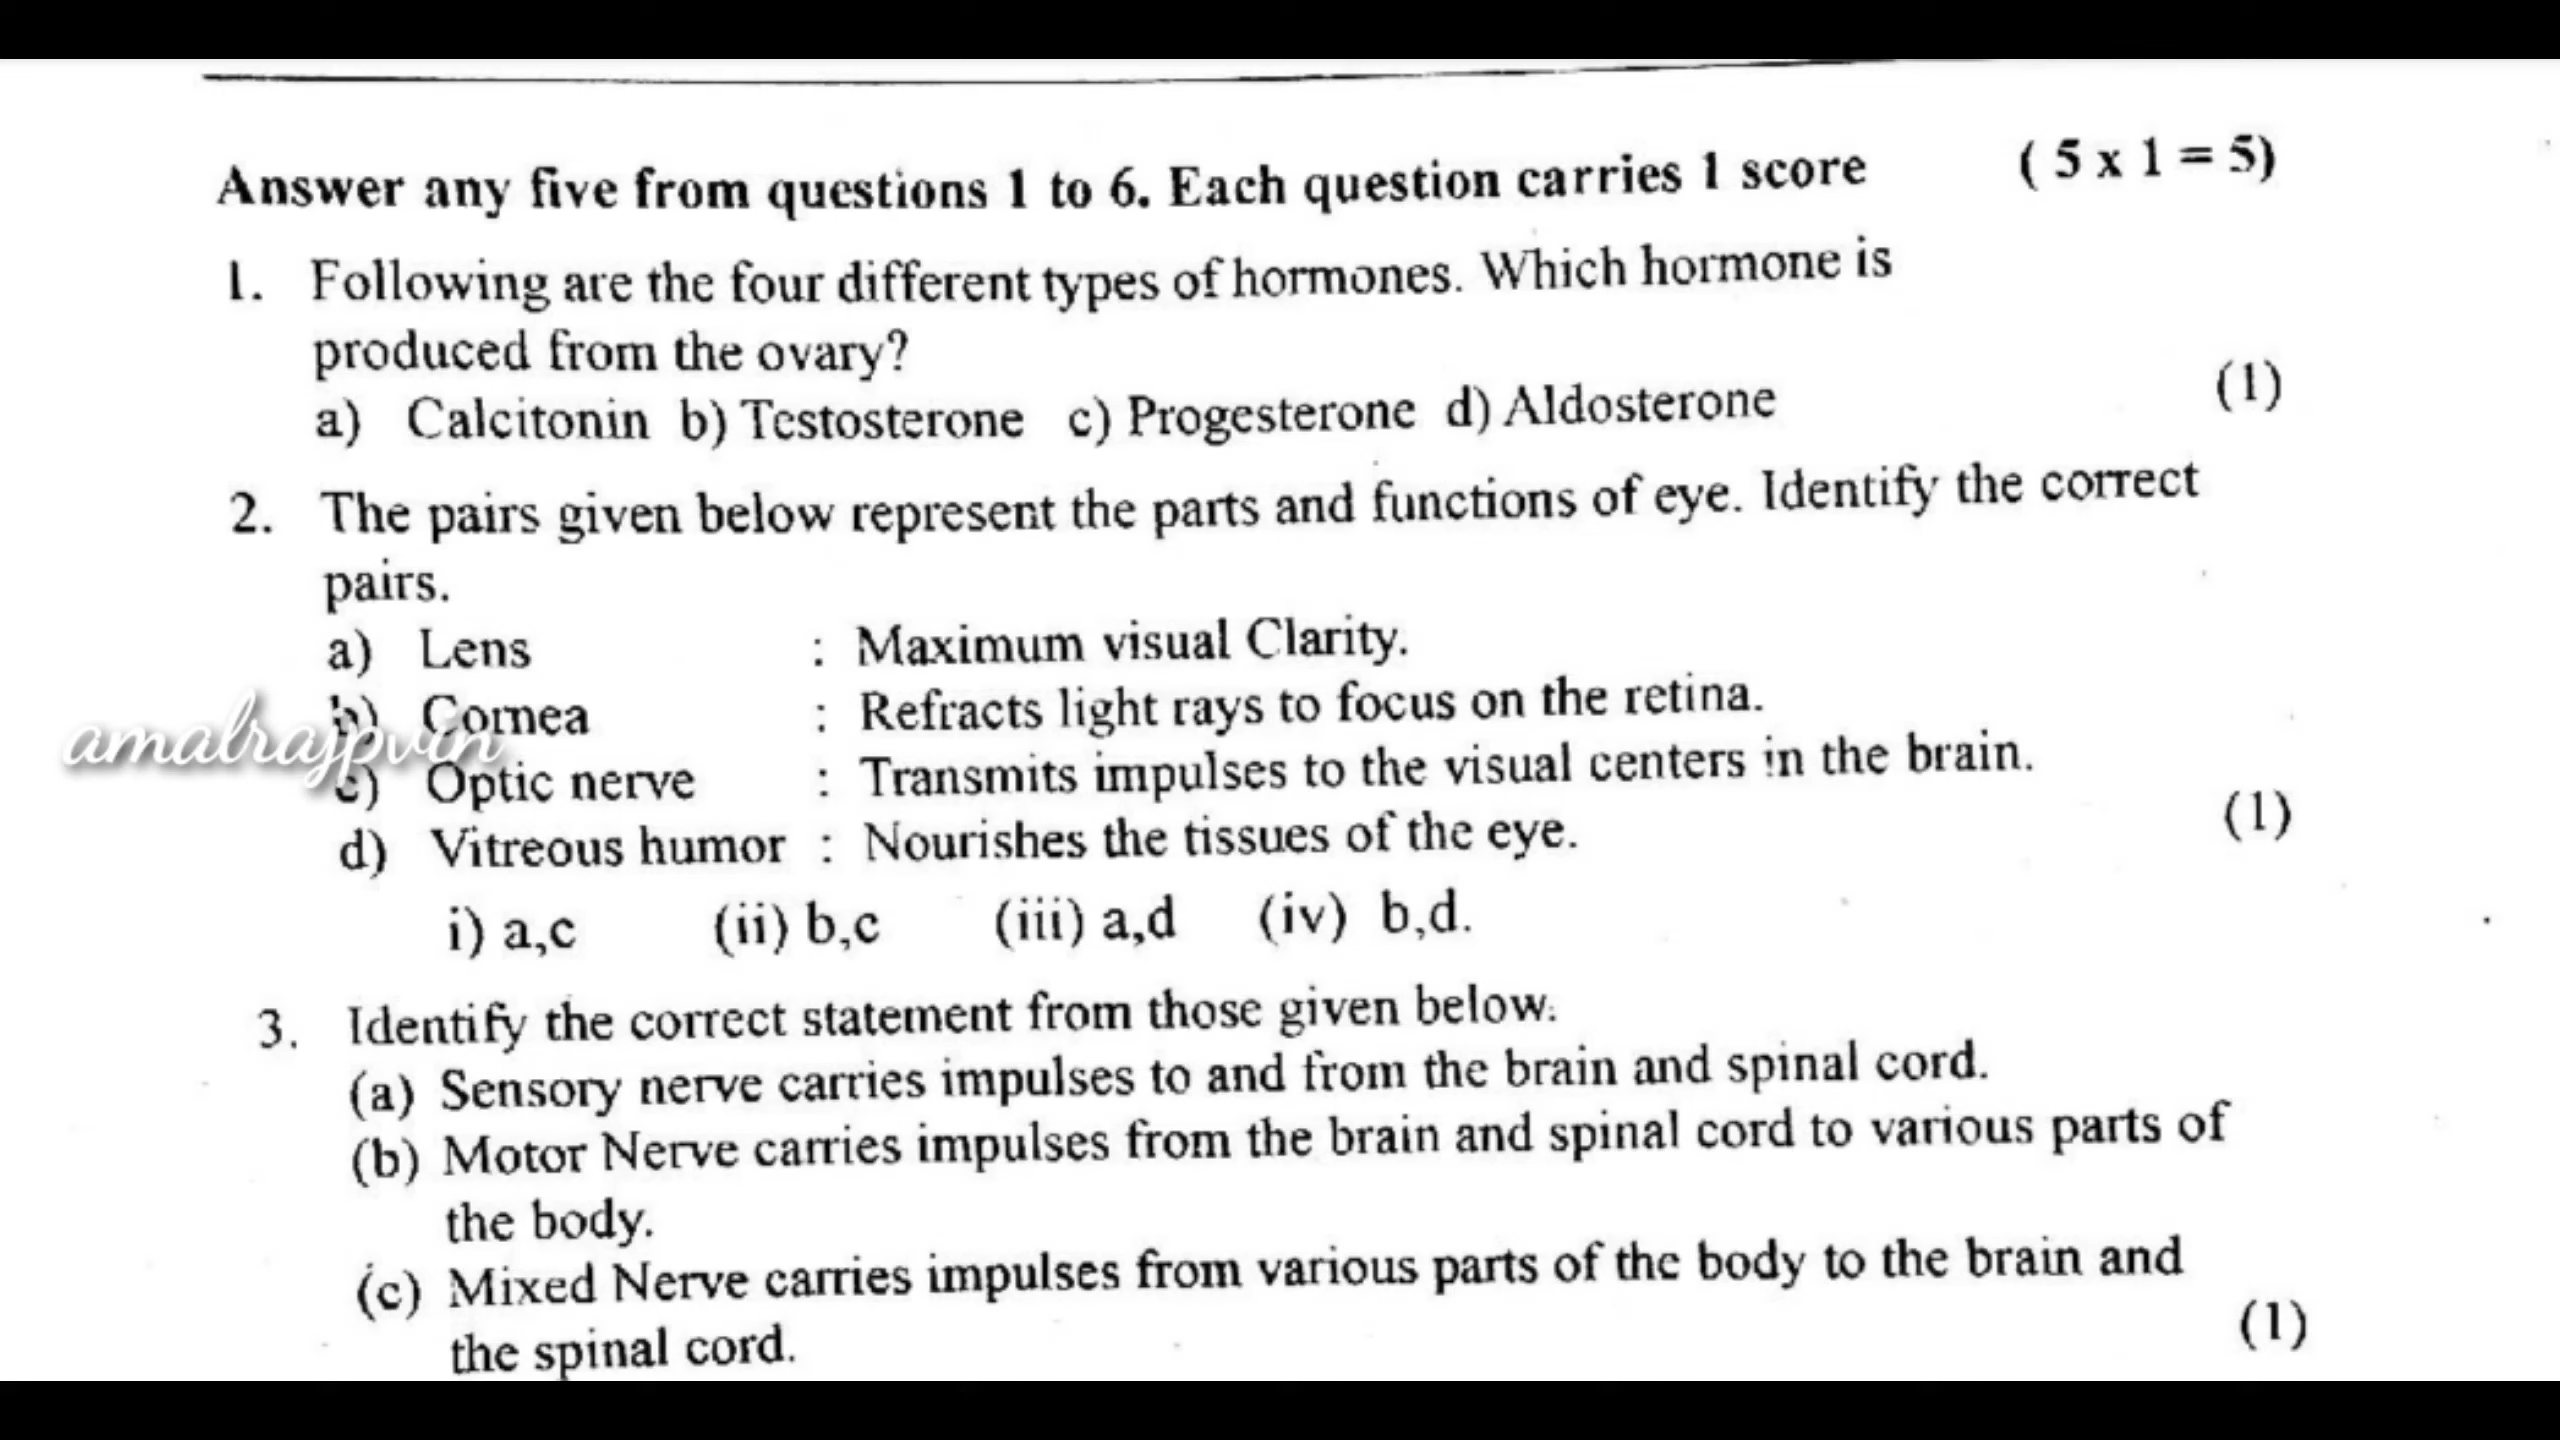 Answer any five from questions 1 to 6. Each question carries 1 score ( 5 x 1 = 5)
1. Following are the four different types of hormones. Which hormone is
produced from the ovary?
a) Calcitonin b) Testosterone c) Progesterone d) Aldosterone (1)
2. The pairs given below represent the parts and functions of eye. Identify the correct
pairs.
a) Lens : Maximum visual Clarity.
b) Cornea : Refracts light rays to focus on the retina.
amalrajpvin
c) Optic nerve : Transmits impulses to the visual centers in the brain.
d) Vitreous humor : Nourishes the tissues of the eye. (1)
i) a,c (ii) b,c (iii) a,d (iv) b,d.
3. Identify the correct statement from those given below.
(a) Sensory nerve carries impulses to and from the brain and spinal cord.
(b) Motor Nerve carries impulses from the brain and spinal cord to various parts of
the body.
(c) Mixed Nerve carries impulses from various parts of the body to the brain and
the spinal cord. (1)